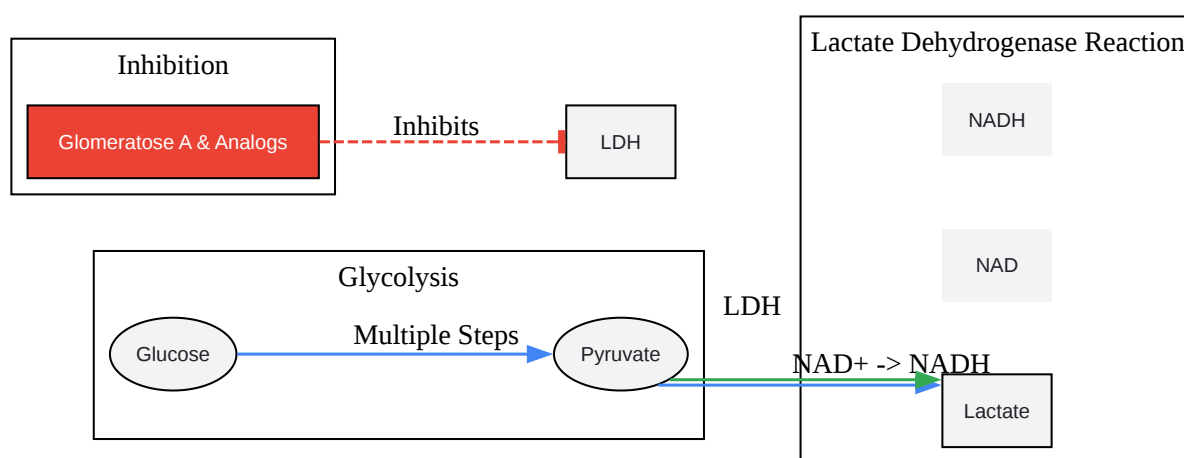 Lactate Dehydrogenase Reaction
Inhibition
NADH
Glomeratose A & Analogs
Inhibits
LDH
NAD
Glycolysis
LDH
Multiple Steps
Glucose
Pyruvate
NAD+ -> NADH
Lactate